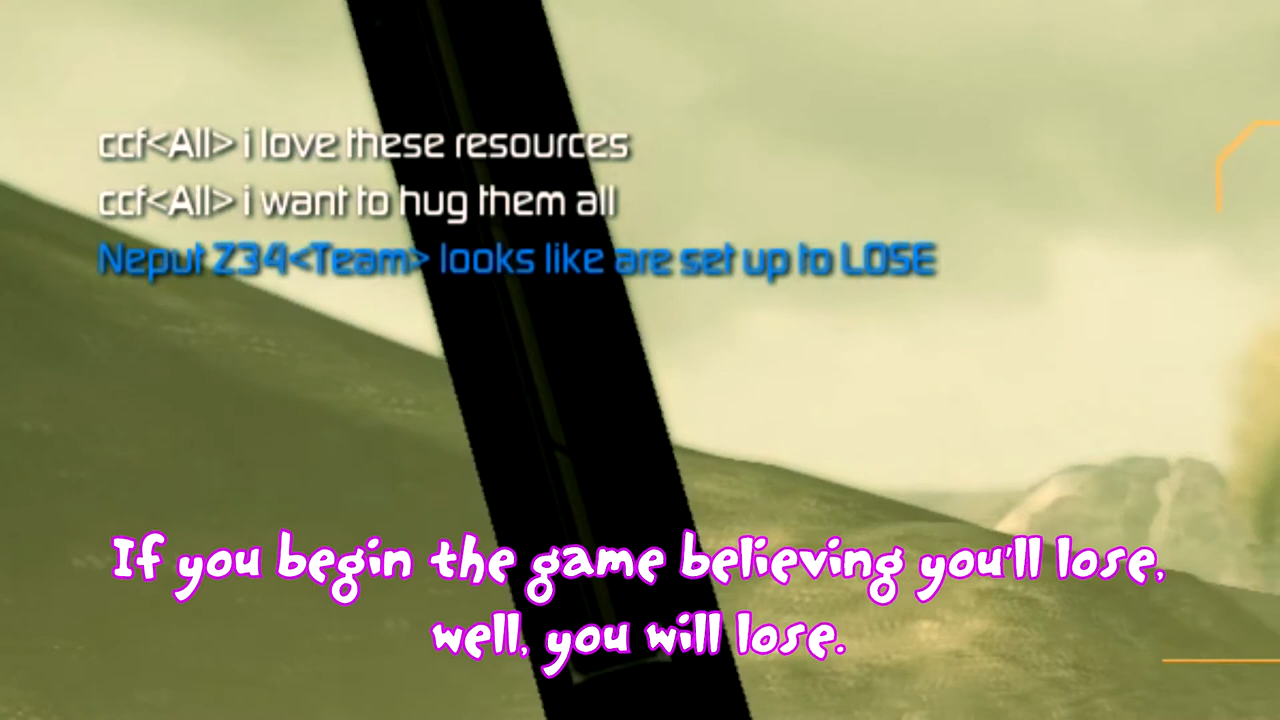 ccf<All> i love these resources
ccf<All> i want to hug them all
Neput Z34<Team> looks like are set up to LOSE
If you begin the game believing you'll lose,
well, you will lose.